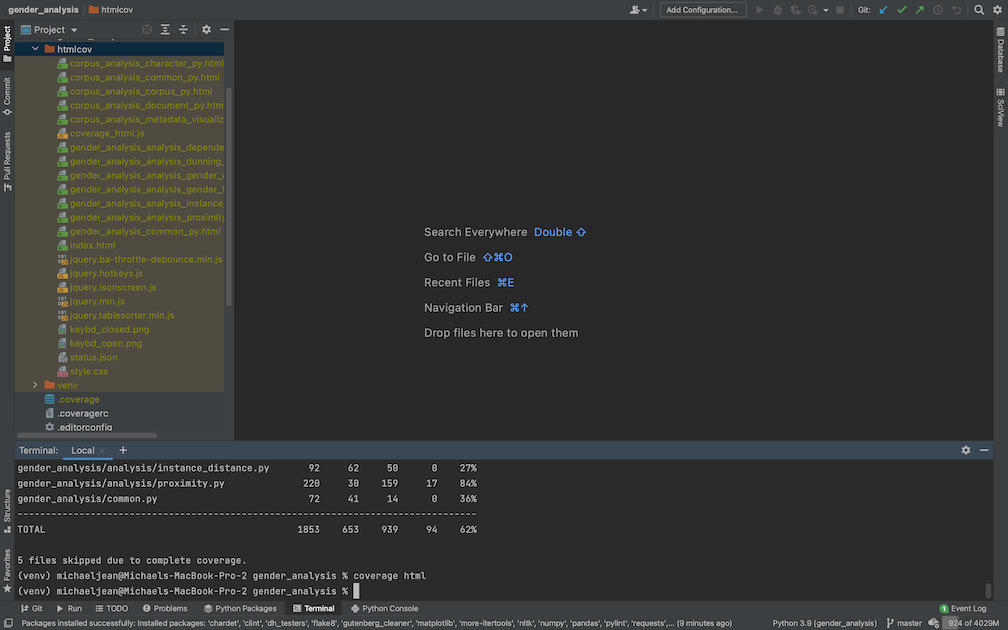 gender_analysis htmlcov
Add Configuration...
Git:
Project
htmlcov
corpus_analysis_character_py.html
corpus_analysis_common_py.html
corpus_analysis_corpus_py.html
corpus_analysis_document_py.htm
corpus_analysis_metadata_visualiz
coverage_html.js
gender_analysis_analysis_depende
gender_analysis_analysis_dunning_
gender_analysis_analysis_gender_
gender_analysis_analysis_gender_
gender_analysis_analysis_instance_
gender_analysis_analysis_proximity
gender_analysis_common_py.html
index.html
jquery.ba-throttle-debounce.min.js
jquery.hotkeys.js
jquery.isonscreen.js
jquery.min.js
jquery.tablesorter.min.js
keybd_closed.png
keybd_open.png
status.json
style.css
venv
.coverage
.coveragerc
.editorconfig
Project
Commit
Pull Requests
Structure
Favorites
Database
SciView
Search Everywhere Double ⇧
Go to File ⇧⌘O
Recent Files ⌘E
Navigation Bar ⌘↑
Drop files here to open them
Terminal: Local × +
gender_analysis/analysis/instance_distance.py 92 62 50 0 27%
gender_analysis/analysis/proximity.py 220 30 159 17 84%
gender_analysis/common.py 72 41 14 0 36%
--------------------------------------------------------------------------------
TOTAL 1853 653 939 94 62%
5 files skipped due to complete coverage.
(venv) michaeljean@Michaels-MacBook-Pro-2 gender_analysis % coverage html
(venv) michaeljean@Michaels-MacBook-Pro-2 gender_analysis %
Git Run TODO Problems Python Packages Terminal Python Console 1 Event Log
Packages installed successfully: Installed packages: 'chardet', 'clint', 'dh_testers', 'flake8', 'gutenberg_cleaner', 'matplotlib', 'more-itertools', 'nltk', 'numpy', 'pandas', 'pylint', 'requests',... (9 minutes ago) Python 3.9 (gender_analysis) master 924 of 4029M